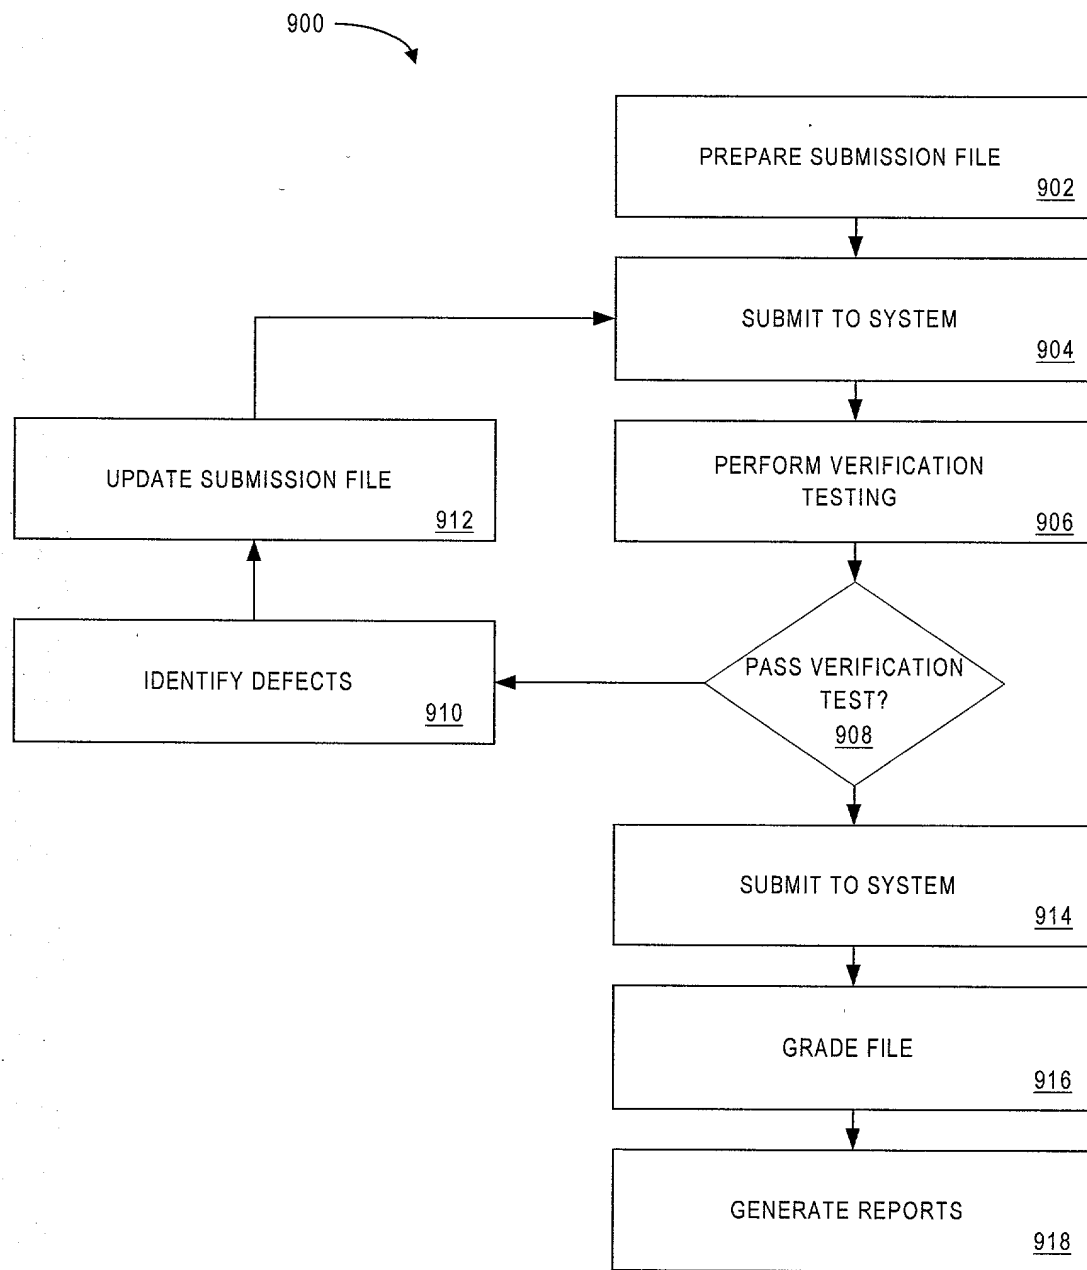 900
PREPARE SUBMISSION FILE
902
SUBMIT TO SYSTEM
904
UPDATE SUBMISSION FILE
912
PERFORM VERIFICATION
TESTING
906
IDENTIFY DEFECTS
910
PASS VERIFICATION
TEST?
908
SUBMIT TO SYSTEM
914
GRADE FILE
916
GENERATE REPORTS
918